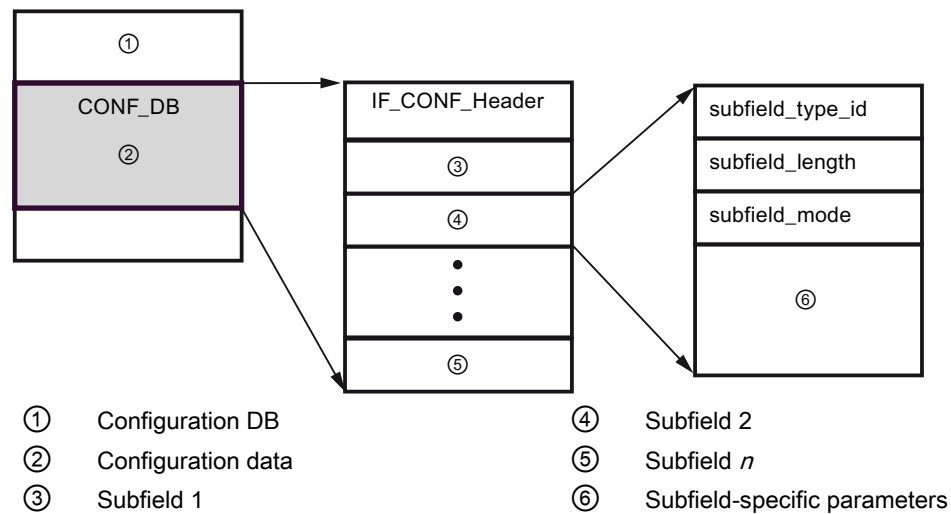 ①
CONF_DB
②
IF_CONF_Header
③
④
⑤
subfield_type_id
subfield_length
subfield_mode
⑥
① Configuration DB
② Configuration data
③ Subfield 1
④ Subfield 2
⑤ Subfield n
⑥ Subfield-specific parameters